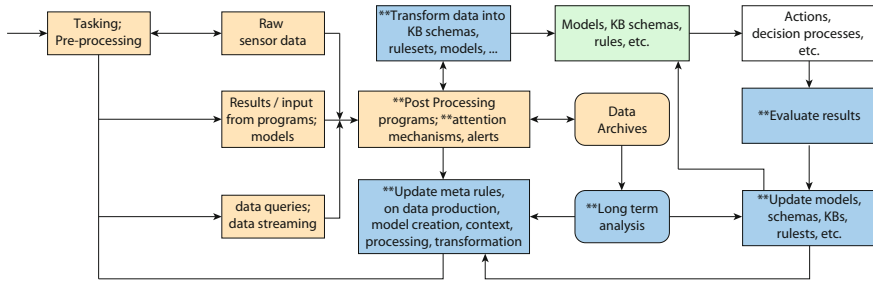 Tasking;
Pre-processing
Raw
sensor data
**Transform data into
KB schemas,
rulesets, models, ...
Models, KB schemas,
rules, etc.
Actions,
decision processes,
etc.
Results / input
from programs;
models
**Post Processing
programs; **attention
mechanisms, alerts
Data
Archives
**Evaluate results
data queries;
data streaming
**Update meta rules,
on data production,
model creation, context,
processing, transformation
**Long term
analysis
**Update models,
schemas, KBs,
rulests, etc.